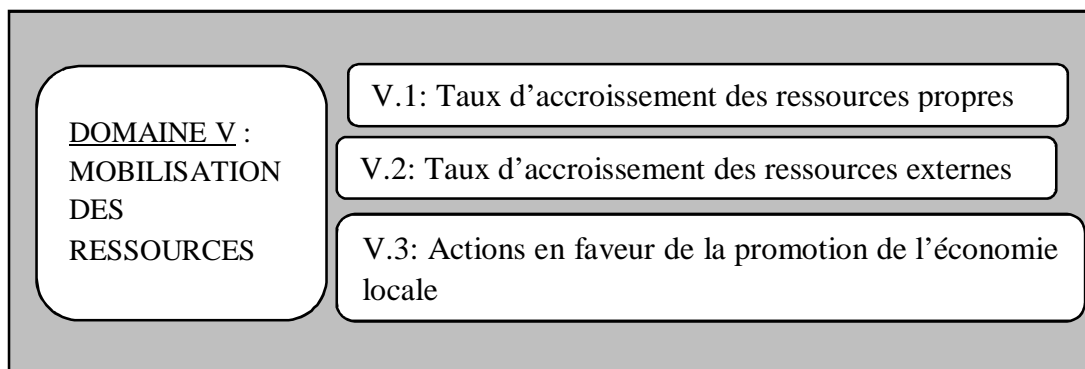 DOMAINE V :
MOBILISATION
DES
RESSOURCES
V.1: Taux d’accroissement des ressources propres
V.2: Taux d’accroissement des ressources externes
V.3: Actions en faveur de la promotion de l’économie
locale